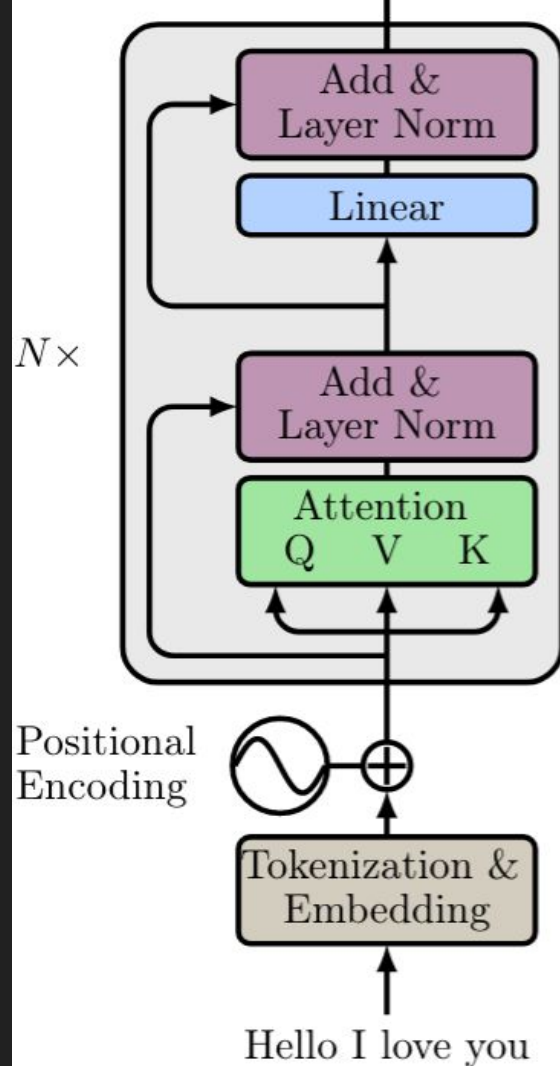 Add &
Layer Norm
Linear
N×
Add &
Layer Norm
Attention
Q V K
Positional
Encoding
Tokenization &
Embedding
Hello I love you